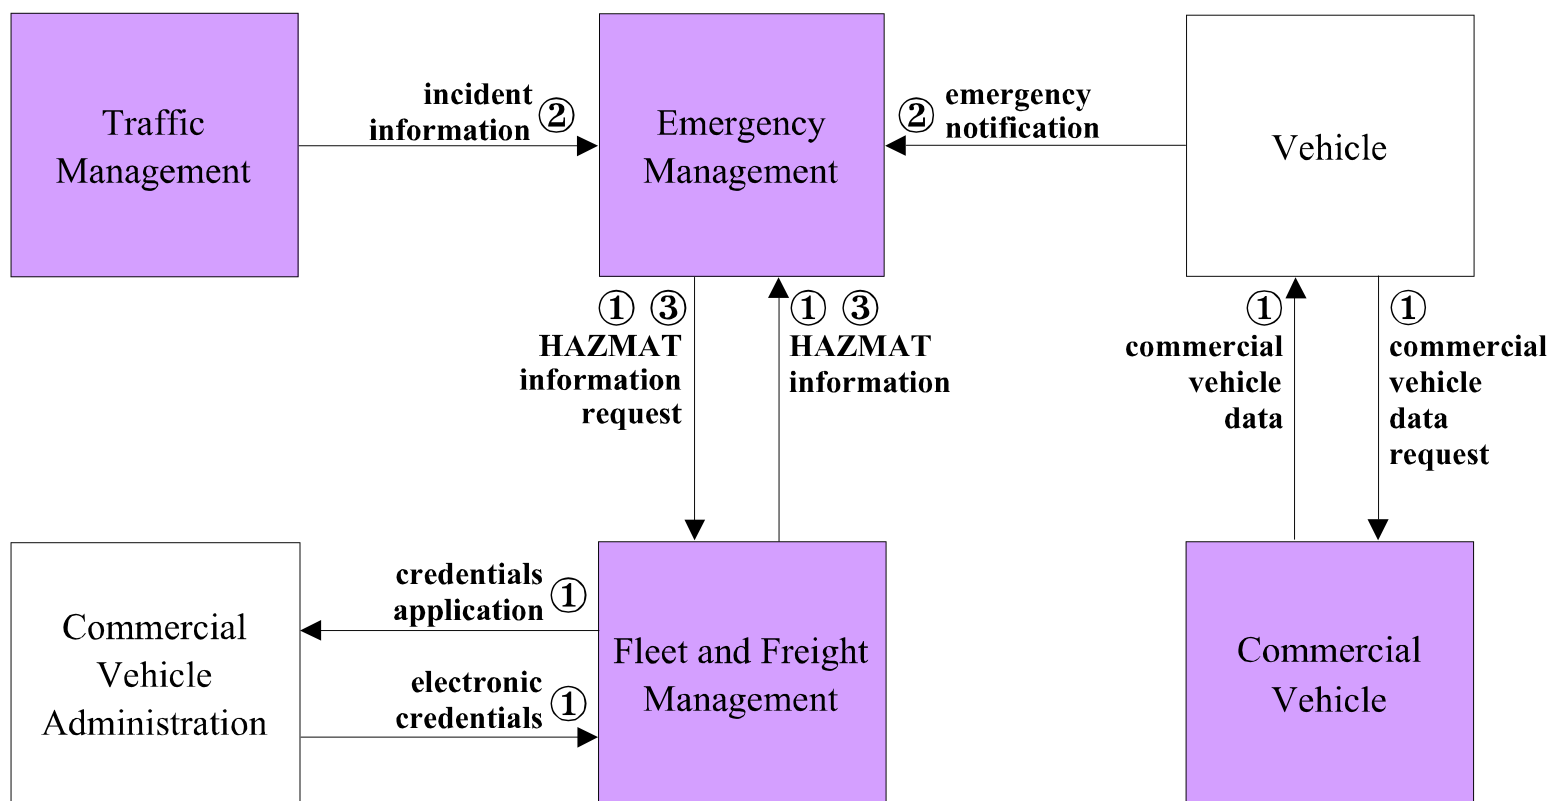 Traffic
Management
incident
information
②
Emergency
Management
②
emergency
notification
Vehicle
① ③
HAZMAT
information
request
① ③
HAZMAT
information
①
commercial
vehicle
data
①
commercial
vehicle
data
request
Commercial
Vehicle
Administration
credentials
application
①
electronic
credentials
①
Fleet and Freight
Management
Commercial
Vehicle